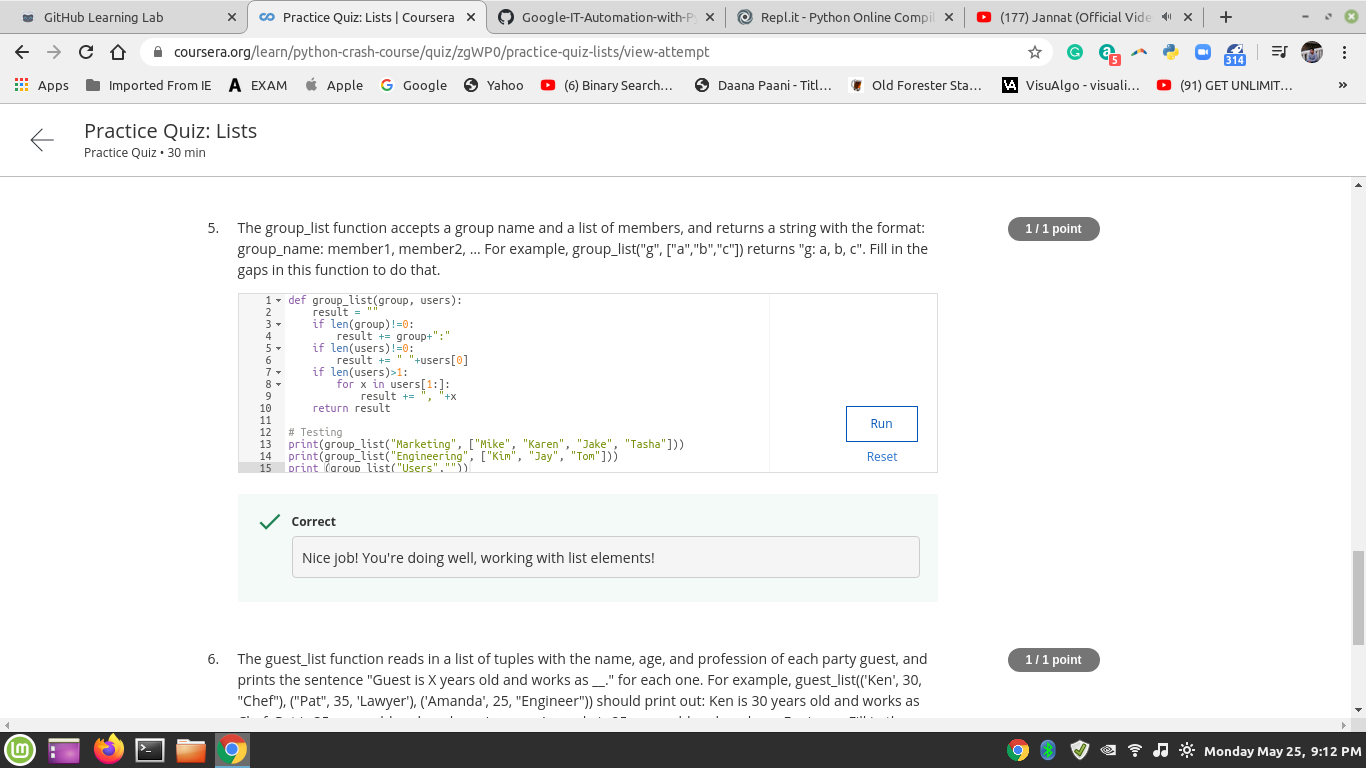 GitHub Learning Lab
Practice Quiz: Lists | Coursera
Google-IT-Automation-with-Py
Repl.it - Python Online Compil
(177) Jannat (Official Vide
coursera.org/learn/python-crash-course/quiz/zqWP0/practice-quiz-lists/view-attempt
5
314
Apps
Imported From IE
EXAM
Apple
Google
Yahoo
(6) Binary Search...
Daana Paani - Titl...
Old Forester Sta...
VisuAlgo - visuali...
(91) GET UNLIMIT...
»
Practice Quiz: Lists
Practice Quiz • 30 min
5. The group_list function accepts a group name and a list of members, and returns a string with the format:
group_name: member1, member2, ... For example, group_list("g", ["a","b","c"]) returns "g: a, b, c". Fill in the
gaps in this function to do that.
1 / 1 point
1 def group_list(group, users):
2 result = ""
3 if len(group)!=0:
4 result += group+":"
5 if len(users)!=0:
6 result += " "+users[0]
7 if len(users)>1:
8 for x in users[1:]:
9 result += ", "+x
10 return result
11
12 # Testing
13 print(group_list("Marketing", ["Mike", "Karen", "Jake", "Tasha"]))
14 print(group_list("Engineering", ["Kim", "Jay", "Tom"]))
15 print (group_list("Users",""))
Run
Reset
Correct
Nice job! You're doing well, working with list elements!
6. The guest_list function reads in a list of tuples with the name, age, and profession of each party guest, and
prints the sentence "Guest is X years old and works as __." for each one. For example, guest_list(('Ken', 30,
"Chef"), ("Pat", 35, 'Lawyer'), ('Amanda', 25, "Engineer")) should print out: Ken is 30 years old and works as
1 / 1 point
Monday May 25, 9:12 PM